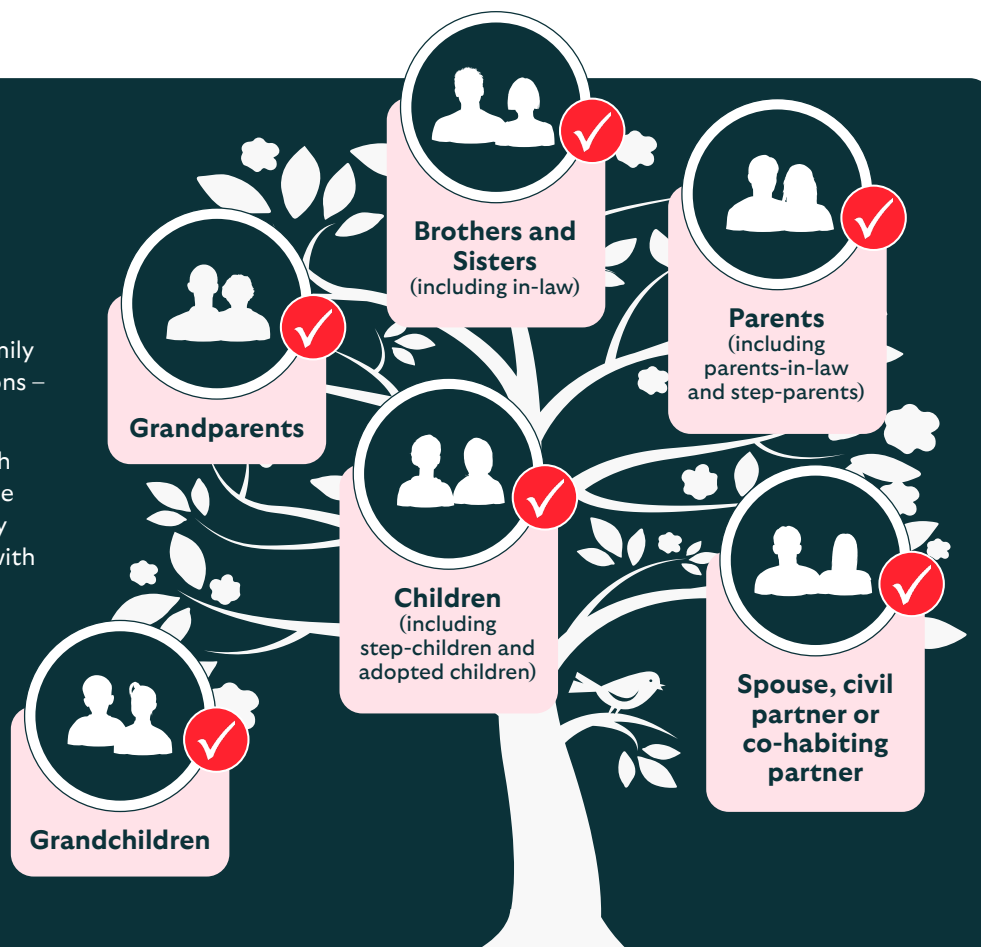 Brothers and
Sisters
(including in-law)
Parents
(including
parents-in-law
and step-parents)
Grandparents
Children
(including
step-children and
adopted children)
Spouse, civil
partner or
co-habiting
partner
Grandchildren
with